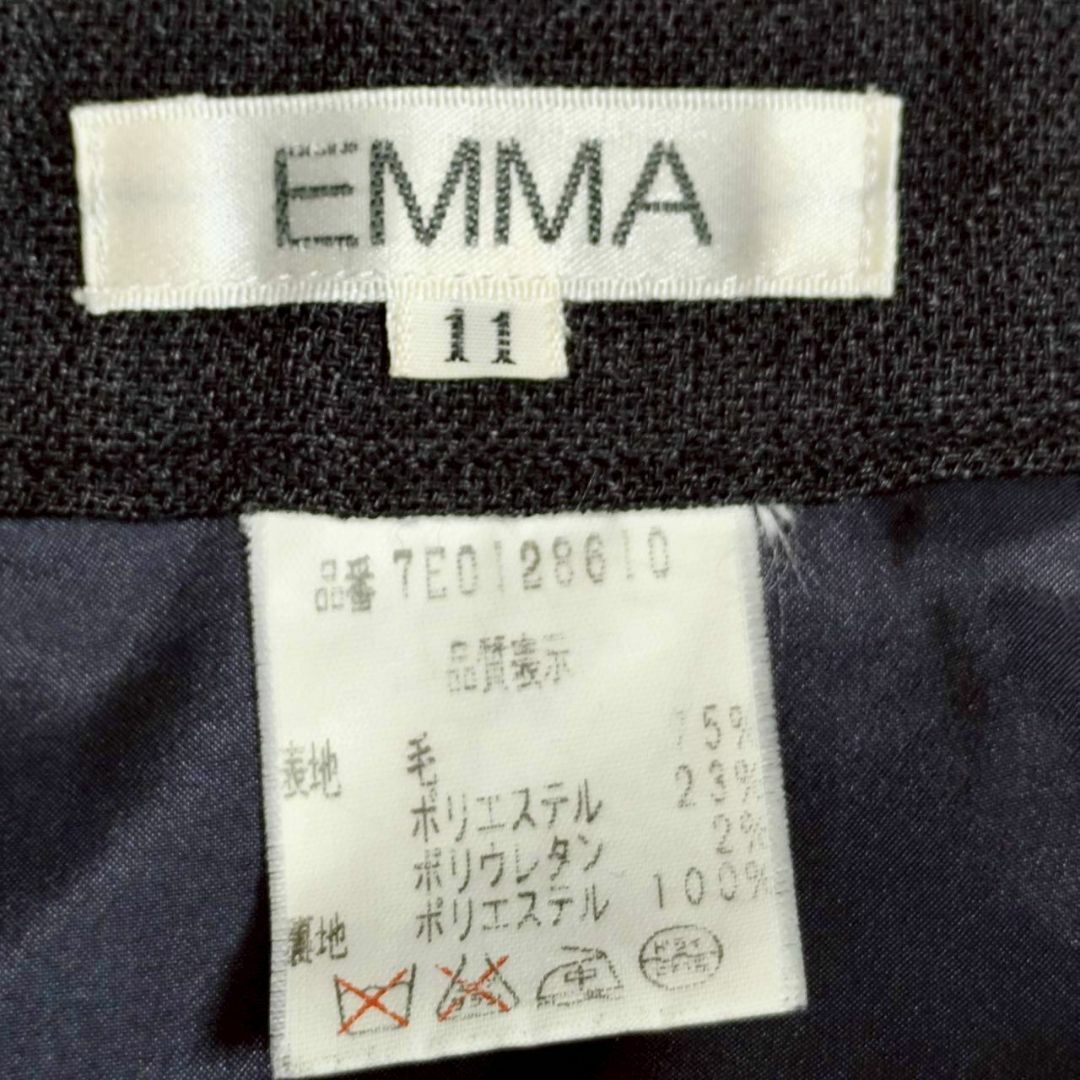 EMMA
11
品番 7E0128610
品質表示
表地 毛 75%
ポリエステル 23%
ポリウレタン 2%
裏地 ポリエステル 100%
中